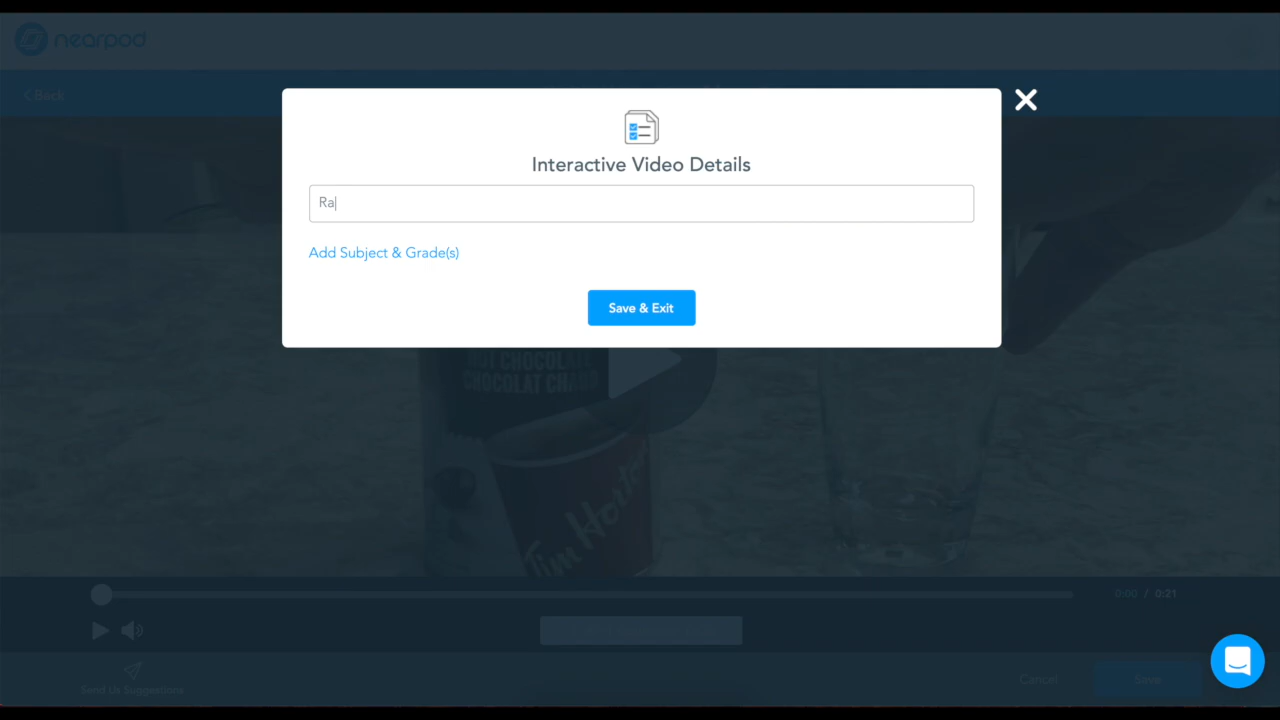 nearpod
< Back
Interactive Video Details
Ra
Add Subject & Grade(s)
Save & Exit
HOT CHOCOLATE
CHOCOLAT CHAUD
Tim Hortons
0:00 / 0:21
Send Us Suggestions
Cancel
Save